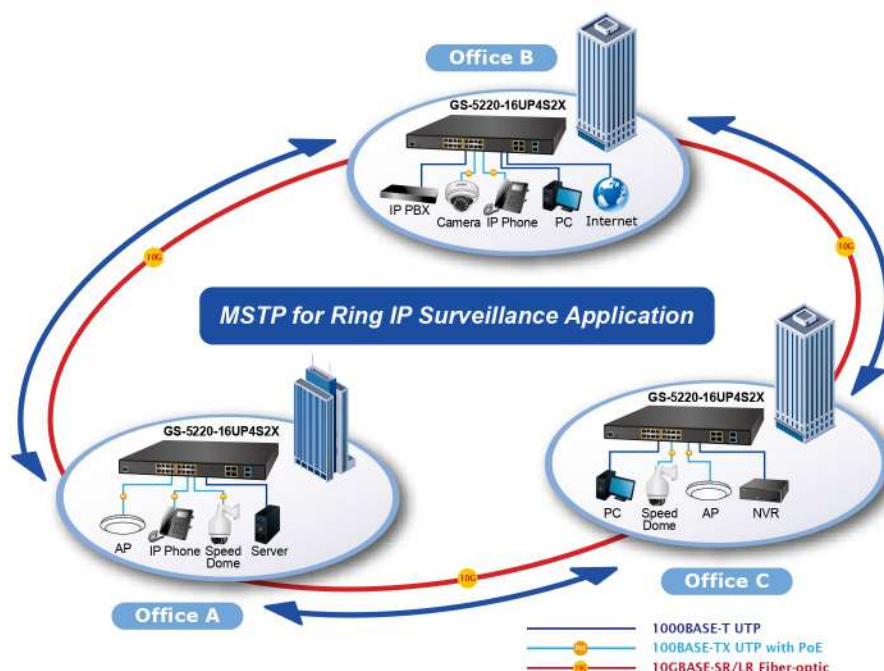 Office B
GS-5220-16UP4S2X
IP PBX
Camera
IP Phone
PC
Internet
10G
10G
MSTP for Ring IP Surveillance Application
GS-5220-16UP4S2X
AP
IP Phone
Speed
Dome
Server
GS-5220-16UP4S2X
PC
Speed
Dome
AP
NVR
10G
Office A
Office C
1000BASE-T UTP
PoE
100BASE-TX UTP with PoE
10G
10GBASE-SR/LR Fiber-optic